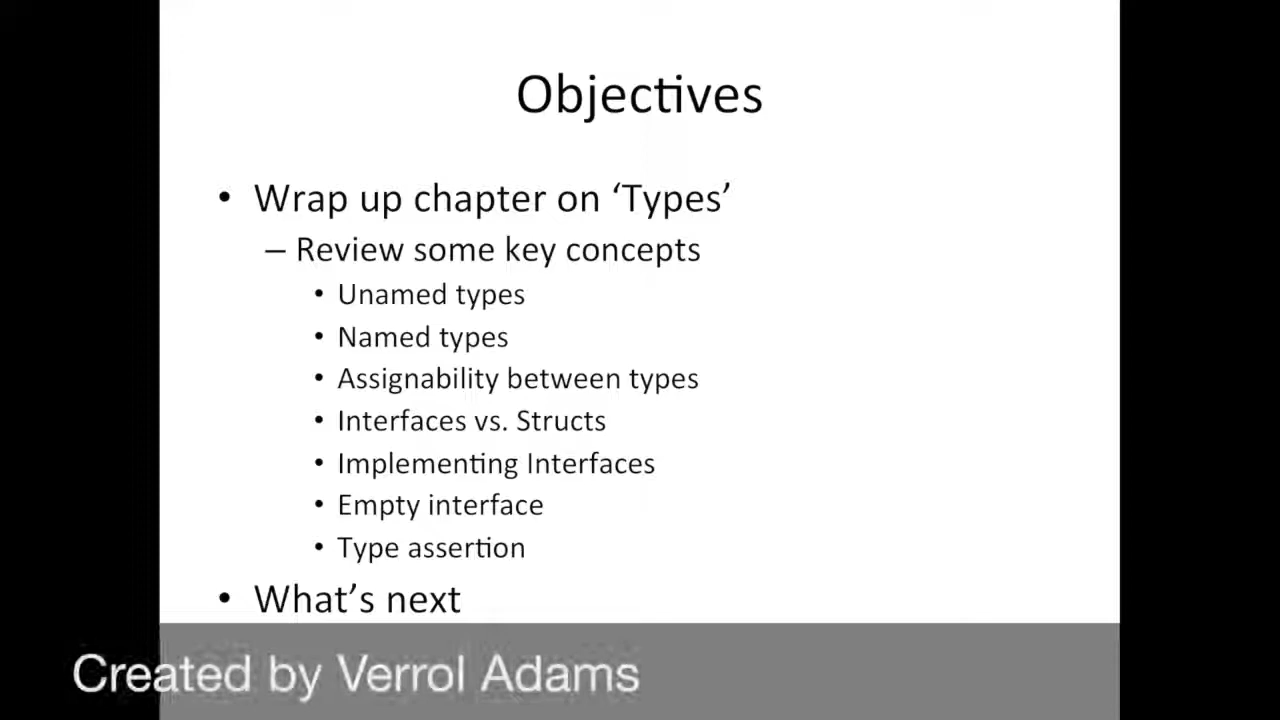 Objectives
• Wrap up chapter on ‘Types’
– Review some key concepts
• Unamed types
• Named types
• Assignability between types
• Interfaces vs. Structs
• Implementing Interfaces
• Empty interface
• Type assertion
• What’s next
Created by Verrol Adams